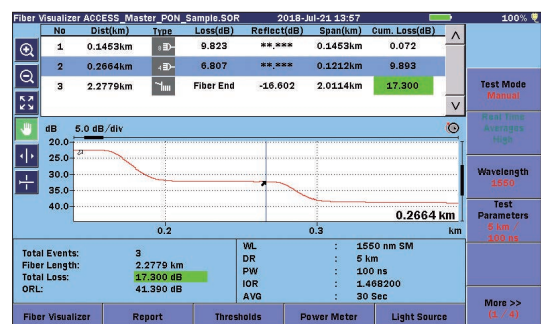 Fiber Visualizer ACCESS_Master_PON_Sample.SOR 2018-Jul-21 13:57 100%
No Dist(km) Type Loss(dB) Reflect(dB) Span(km) Cum. Loss(dB)
1 0.1453km 9.823 **.*** 0.1453km 0.072
2 0.2664km 6.807 **.*** 0.1212km 9.893
3 2.2779km Fiber End -16.602 2.0114km 17.300
dB 5.0 dB/div
20.0
25.0
30.0
35.0
40.0
0.2664 km
0.2 0.3 km
Total Events: 3
Fiber Length: 2.2779 km
Total Loss: 17.300 dB
ORL: 41.390 dB
WL : 1550 nm SM
DR : 5 km
PW : 100 ns
IOR : 1.468200
AVG : 30 Sec
Test Mode
Manual
Real Time
Averages
High
Wavelength
1550
Test
Parameters
5 km
100 ns
More >>
(1 / 4)
Fiber Visualizer Report Thresholds Power Meter Light Source